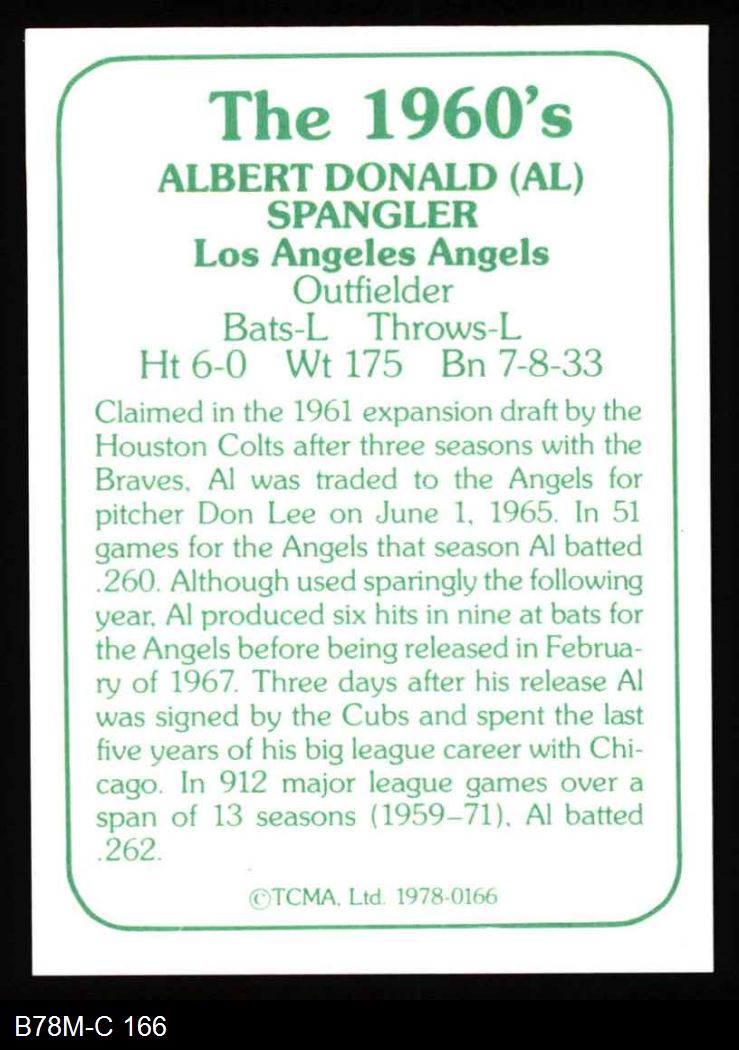 The 1960's
ALBERT DONALD (AL)
SPANGLER
Los Angeles Angels
Outfielder
Bats-L Throws-L
Ht 6-0 Wt 175 Bn 7-8-33
Claimed in the 1961 expansion draft by the
Houston Colts after three seasons with the
Braves, Al was traded to the Angels for
pitcher Don Lee on June 1, 1965. In 51
games for the Angels that season Al batted
.260. Although used sparingly the following
year, Al produced six hits in nine at bats for
the Angels before being released in Februa-
ry of 1967. Three days after his release Al
was signed by the Cubs and spent the last
five years of his big league career with Chi-
cago. In 912 major league games over a
span of 13 seasons (1959–71), Al batted
.262.
©TCMA, Ltd. 1978-0166
B78M-C 166